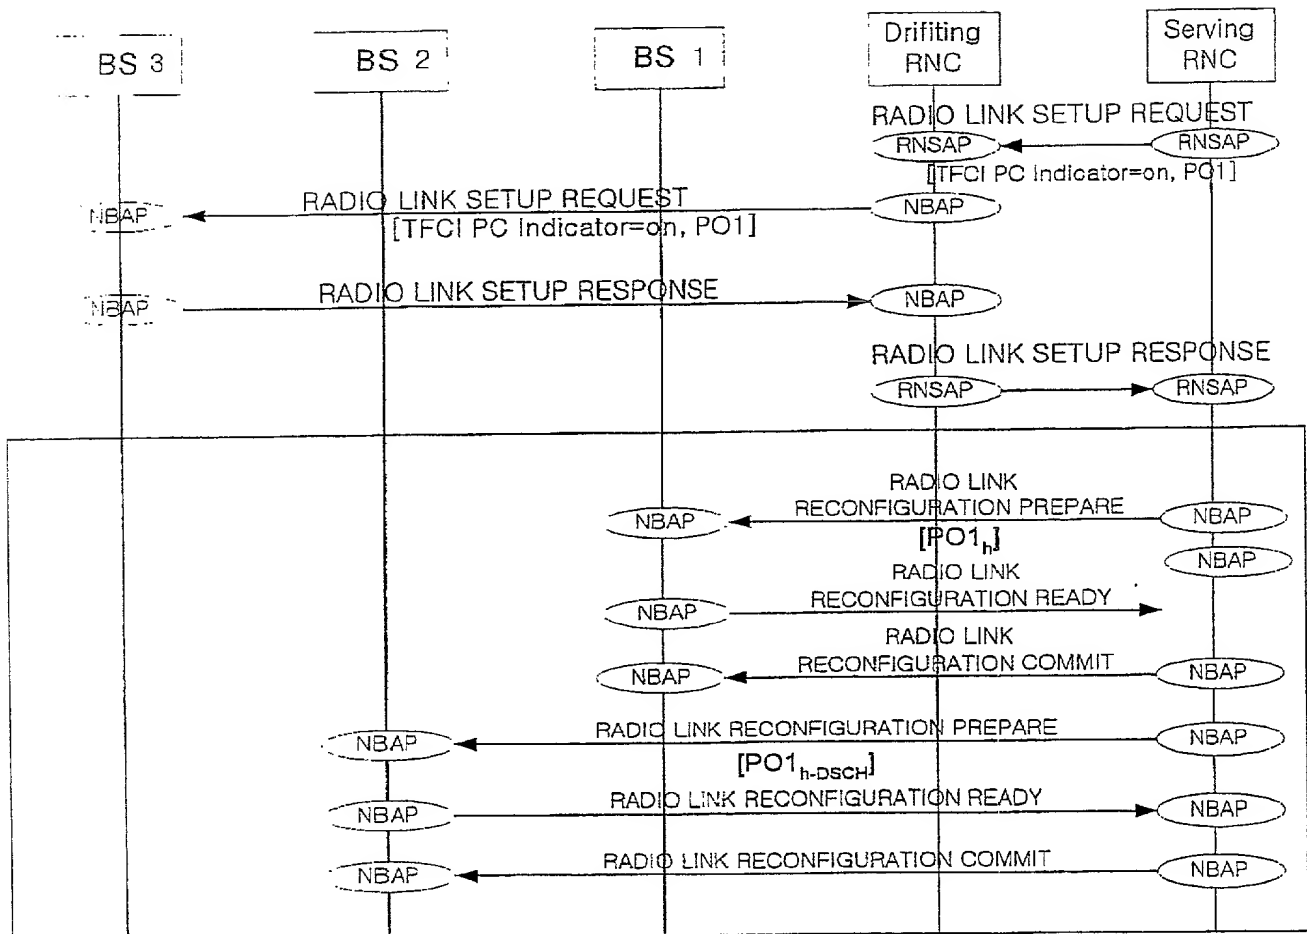 BS 3
BS 2
BS 1
Drifiting
RNC
Serving
RNC
RADIO LINK SETUP REQUEST
RNSAP
RNSAP
[TFCI PC Indicator=on, PO1]
RADIO LINK SETUP REQUEST
NBAP
NBAP
[TFCI PC Indicator=on, PO1]
RADIO LINK SETUP RESPONSE
NBAP
NBAP
RADIO LINK SETUP RESPONSE
RNSAP
RNSAP
RADIO LINK
RECONFIGURATION PREPARE
NBAP
NBAP
[PO1h]
NBAP
RADIO LINK
RECONFIGURATION READY
NBAP
RADIO LINK
RECONFIGURATION COMMIT
NBAP
NBAP
RADIO LINK RECONFIGURATION PREPARE
NBAP
NBAP
[PO1h-DSCH]
RADIO LINK RECONFIGURATION READY
NBAP
NBAP
RADIO LINK RECONFIGURATION COMMIT
NBAP
NBAP